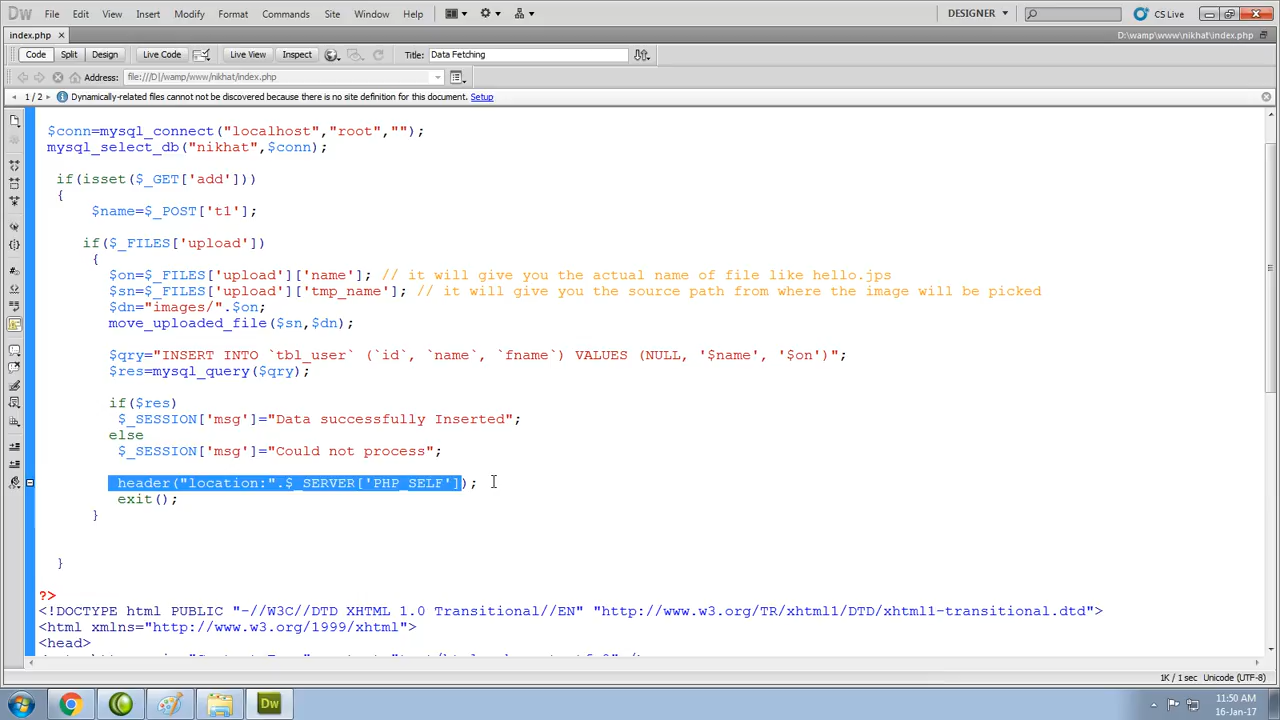 Dw File Edit View Insert Modify Format Commands Site Window Help DESIGNER CS Live
index.php D:\wamp\www\nikhat\index.php
Code Split Design Live Code Live View Inspect Title: Data Fetching
Address: file:///D|/wamp/www/nikhat/index.php
1 / 2 Dynamically-related files cannot not be discovered because there is no site definition for this document. Setup
$conn=mysql_connect("localhost","root","");
mysql_select_db("nikhat",$conn);
if(isset($_GET['add']))
{
$name=$_POST['t1'];
if($_FILES['upload'])
{
$on=$_FILES['upload']['name']; // it will give you the actual name of file like hello.jps
$sn=$_FILES['upload']['tmp_name']; // it will give you the source path from where the image will be picked
$dn="images/".$on;
move_uploaded_file($sn,$dn);
$qry="INSERT INTO `tbl_user` (`id`, `name`, `fname`) VALUES (NULL, '$name', '$on')";
$res=mysql_query($qry);
if($res)
$_SESSION['msg']="Data successfully Inserted";
else
$_SESSION['msg']="Could not process";
header("location:".$_SERVER['PHP_SELF']);
exit();
}
}
?>
<!DOCTYPE html PUBLIC "-//W3C//DTD XHTML 1.0 Transitional//EN" "http://www.w3.org/TR/xhtml1/DTD/xhtml1-transitional.dtd">
<html xmlns="http://www.w3.org/1999/xhtml">
<head>
1K / 1 sec Unicode (UTF-8)
Dw 11:50 AM
16-Jan-17